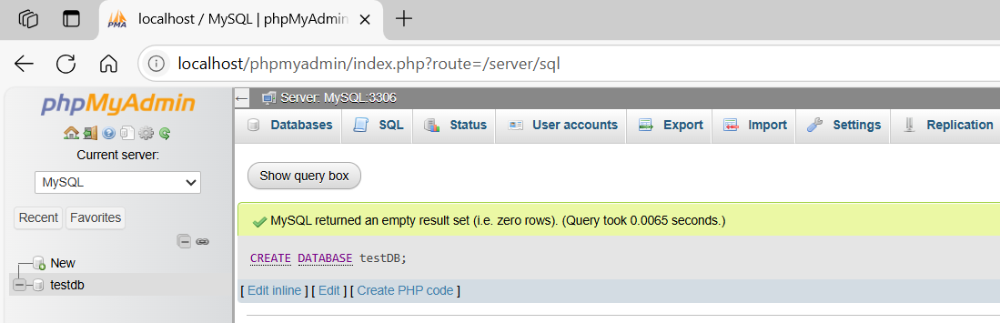 PMA
localhost / MySQL | phpMyAdmin
localhost/phpmyadmin/index.php?route=/server/sql
phpMyAdmin
Current server:
MySQL
Recent Favorites
New
testdb
Server: MySQL:3306
Databases SQL Status User accounts Export Import Settings Replication
Show query box
MySQL returned an empty result set (i.e. zero rows). (Query took 0.0065 seconds.)
CREATE DATABASE testDB;
[ Edit inline ] [ Edit ] [ Create PHP code ]